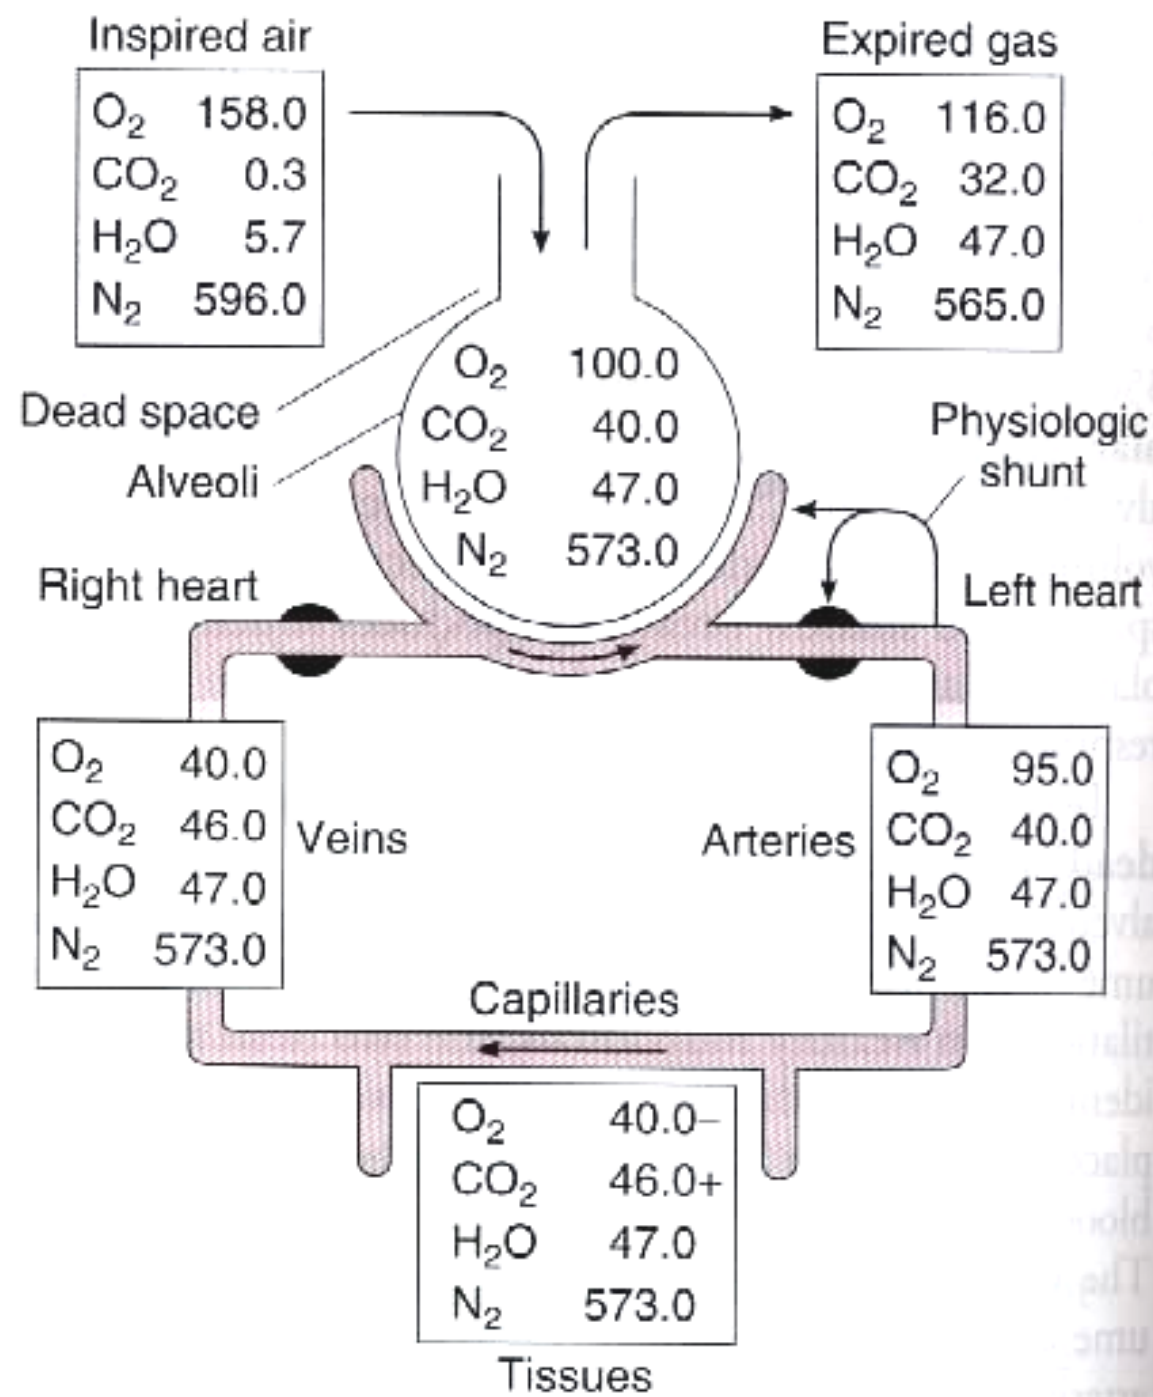 Inspired air
O₂ 158.0
CO₂ 0.3
H₂O 5.7
N₂ 596.0
Expired gas
O₂ 116.0
CO₂ 32.0
H₂O 47.0
N₂ 565.0
Dead space
Alveoli
O₂ 100.0
CO₂ 40.0
H₂O 47.0
N₂ 573.0
Physiologic
shunt
Right heart
Left heart
O₂ 40.0
CO₂ 46.0
H₂O 47.0
N₂ 573.0
Veins
Arteries
O₂ 95.0
CO₂ 40.0
H₂O 47.0
N₂ 573.0
Capillaries
O₂ 40.0–
CO₂ 46.0+
H₂O 47.0
N₂ 573.0
Tissues